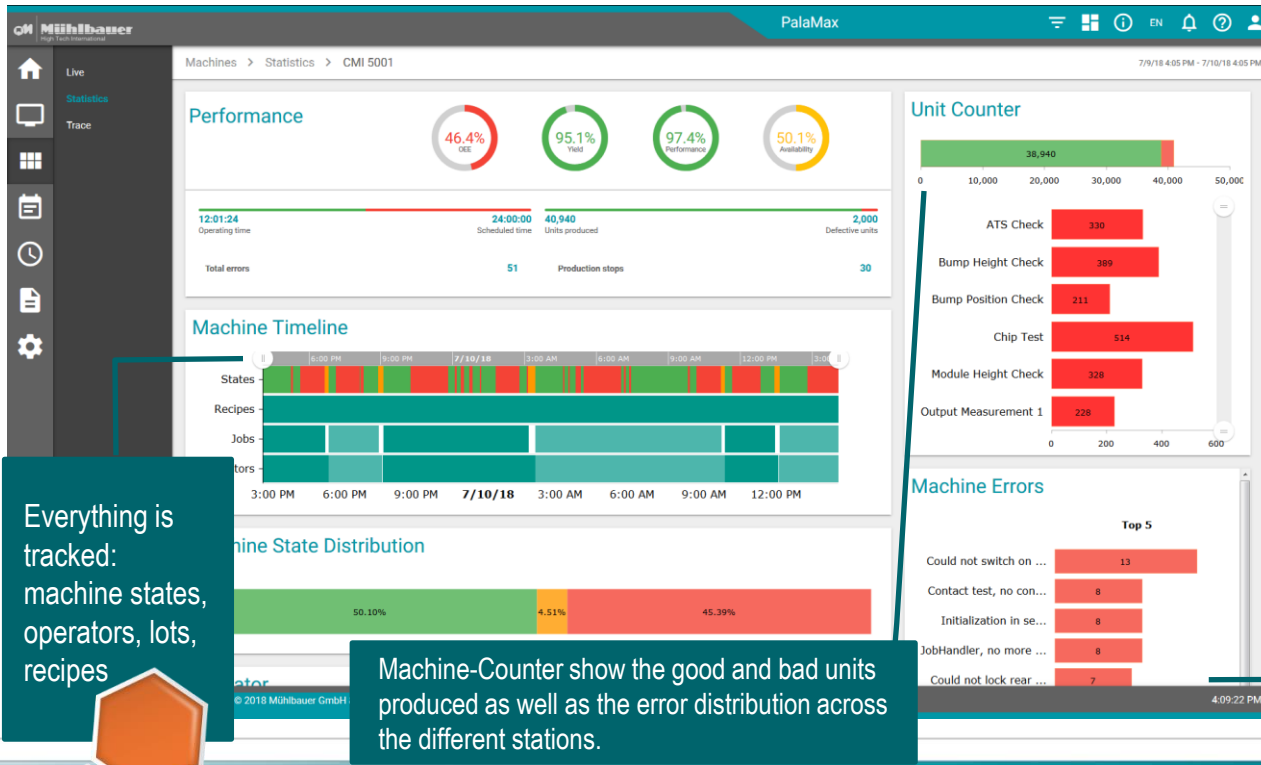 Mühlbauer
High Tech International
PalaMax
EN
Live
Statistics
Trace
Machines > Statistics > CMI 5001
7/9/18 4:05 PM - 7/10/18 4:05 PM
Performance
46.4%
OEE
95.1%
Yield
97.4%
Performance
50.1%
Availability
12:01:24
Operating time
24:00:00
Scheduled time
40,940
Units produced
2,000
Defective units
Total errors 51
Production stops 30
Machine Timeline
6:00 PM 9:00 PM 7/10/18 3:00 AM 6:00 AM 9:00 AM 12:00 PM 3:00
States
Recipes
Jobs
tors
3:00 PM 6:00 PM 9:00 PM 7/10/18 3:00 AM 6:00 AM 9:00 AM 12:00 PM
hine State Distribution
50.10% 4.51% 45.39%
ator
© 2018 Mühlbauer GmbH
Unit Counter
38,940
0 10,000 20,000 30,000 40,000 50,000
ATS Check 330
Bump Height Check 389
Bump Position Check 211
Chip Test 514
Module Height Check 328
Output Measurement 1 228
0 200 400 600
Machine Errors
Top 5
Could not switch on ... 13
Contact test, no con... 8
Initialization in se... 8
JobHandler, no more ... 8
Could not lock rear ... 7
4:09:22 PM
Everything is
tracked:
machine states,
operators, lots,
recipes
Machine-Counter show the good and bad units
produced as well as the error distribution across
the different stations.